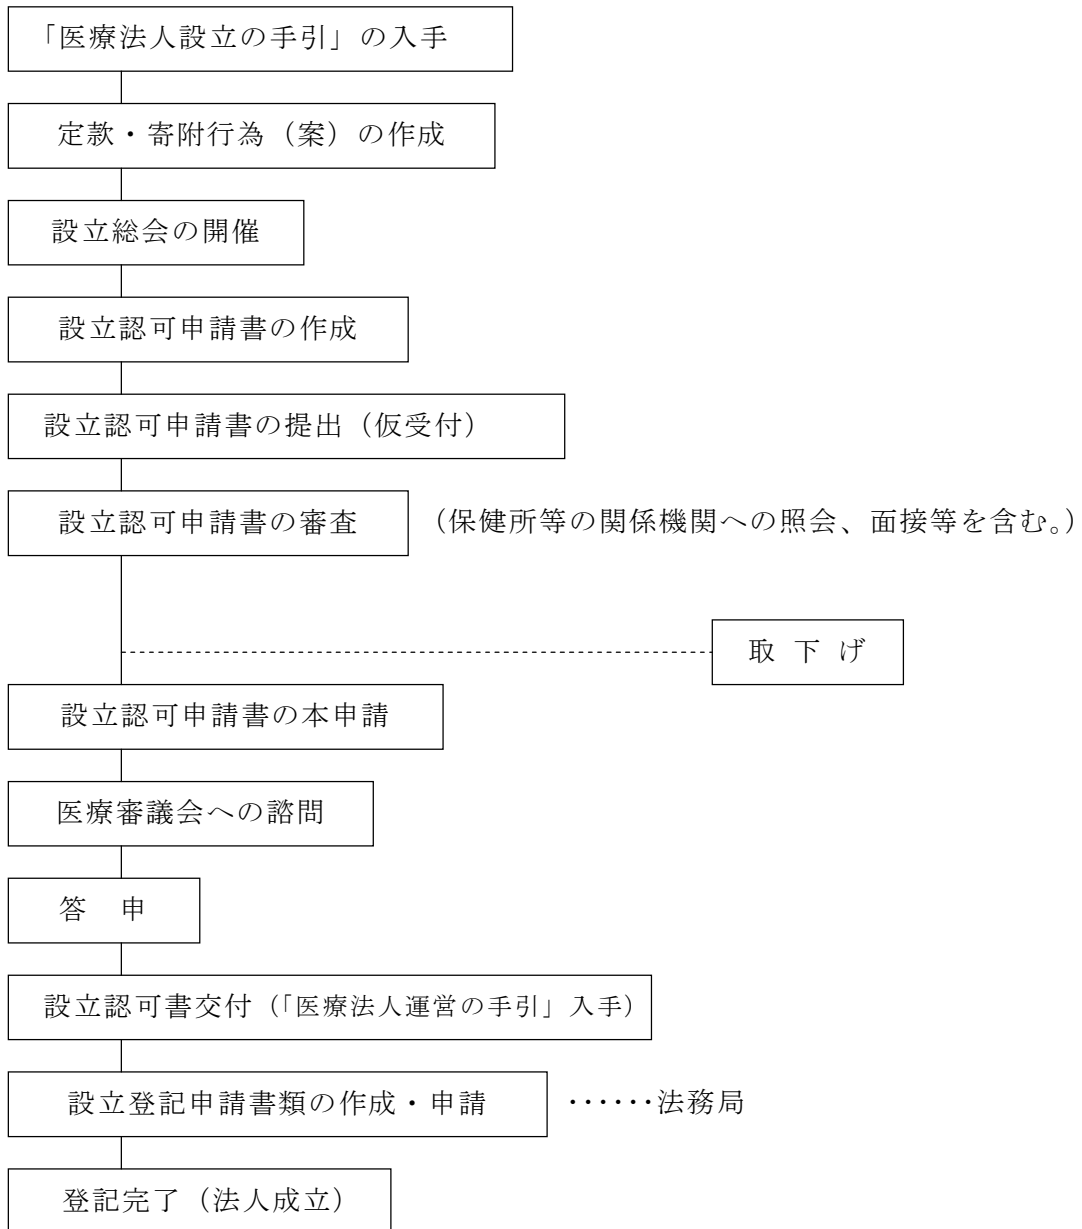 「医療法人設立の手引」の入手
定款・寄附行為（案）の作成
設立総会の開催
設立認可申請書の作成
設立認可申請書の提出（仮受付）
設立認可申請書の審査　（保健所等の関係機関への照会、面接等を含む。）
取　下　げ
設立認可申請書の本申請
医療審議会への諮問
答　申
設立認可書交付（「医療法人運営の手引」入手）
設立登記申請書類の作成・申請　・・・・・・法務局
登記完了（法人成立）